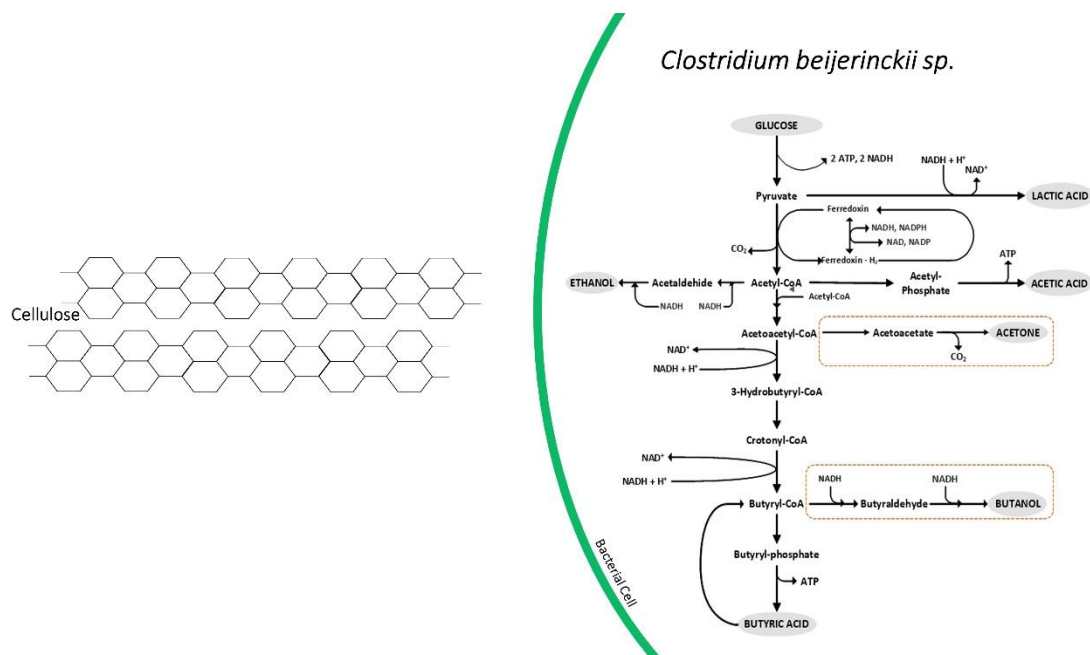 Clostridium beijerinckii sp.
GLUCOSE
2 ATP, 2 NADH
NADH + H⁺
NAD⁺
Pyruvate
LACTIC ACID
Ferredoxin
NADH, NADPH
NAD, NADP
CO₂
Ferredoxin - H₂
ATP
ETHANOL
Acetaldehide
Acetyl-CoA
Acetyl-
Phosphate
ACETIC ACID
NADH
NADH
Acetyl-CoA
Cellulose
Acetoacetyl-CoA
Acetoacetate
ACETONE
CO₂
NAD⁺
NADH + H⁺
3-Hydrobutyryl-CoA
Crotonyl-CoA
NAD⁺
NADH + H⁺
NADH
NADH
Butyryl-CoA
Butyraldehyde
BUTANOL
Butyryl-phosphate
ATP
BUTYRIC ACID
Bacterial Cell